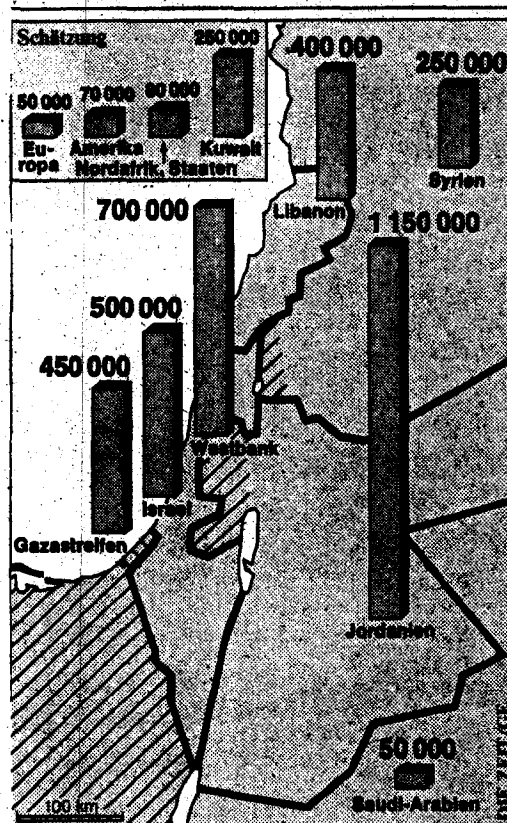 Schätzung
50 000
70 000
250 000
Eu-
ropa
Amerika
Nordafrik. Staaten
Kuwait
400 000
Libanon
250 000
Syrien
700 000
Westbank
1 150 000
Jordanien
500 000
Israel
450 000
Gazastreifen
50 000
Saudi-Arabien
100 km